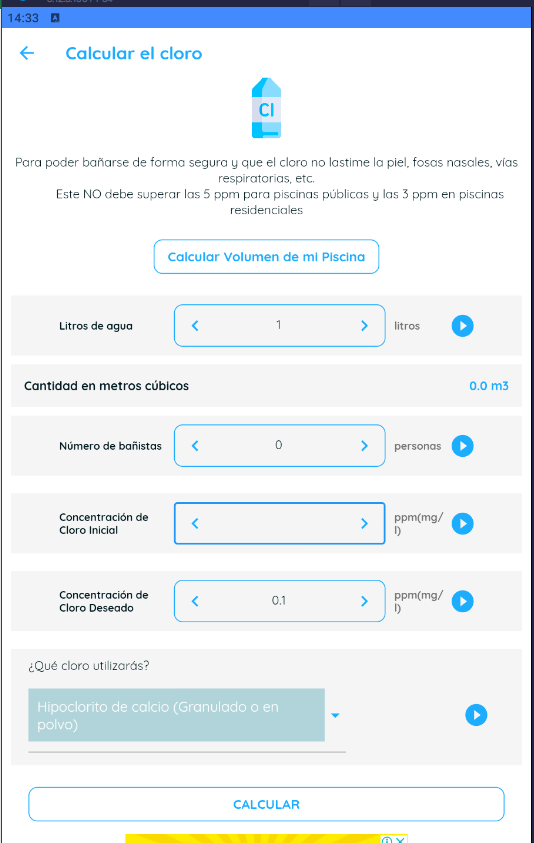 14:33
A
Calcular el cloro
Cl
Para poder bañarse de forma segura y que el cloro no lastime la piel, fosas nasales, vías
respiratorias, etc.
Este NO debe superar las 5 ppm para piscinas públicas y las 3 ppm en piscinas
residenciales
Calcular Volumen de mi Piscina
Litros de agua
1
litros
Cantidad en metros cúbicos
0.0 m3
Número de bañistas
0
personas
Concentración de
Cloro Inicial
ppm(mg/
l)
Concentración de
Cloro Deseado
0.1
ppm(mg/
l)
¿Qué cloro utilizarás?
Hipoclorito de calcio (Granulado o en
polvo)
CALCULAR